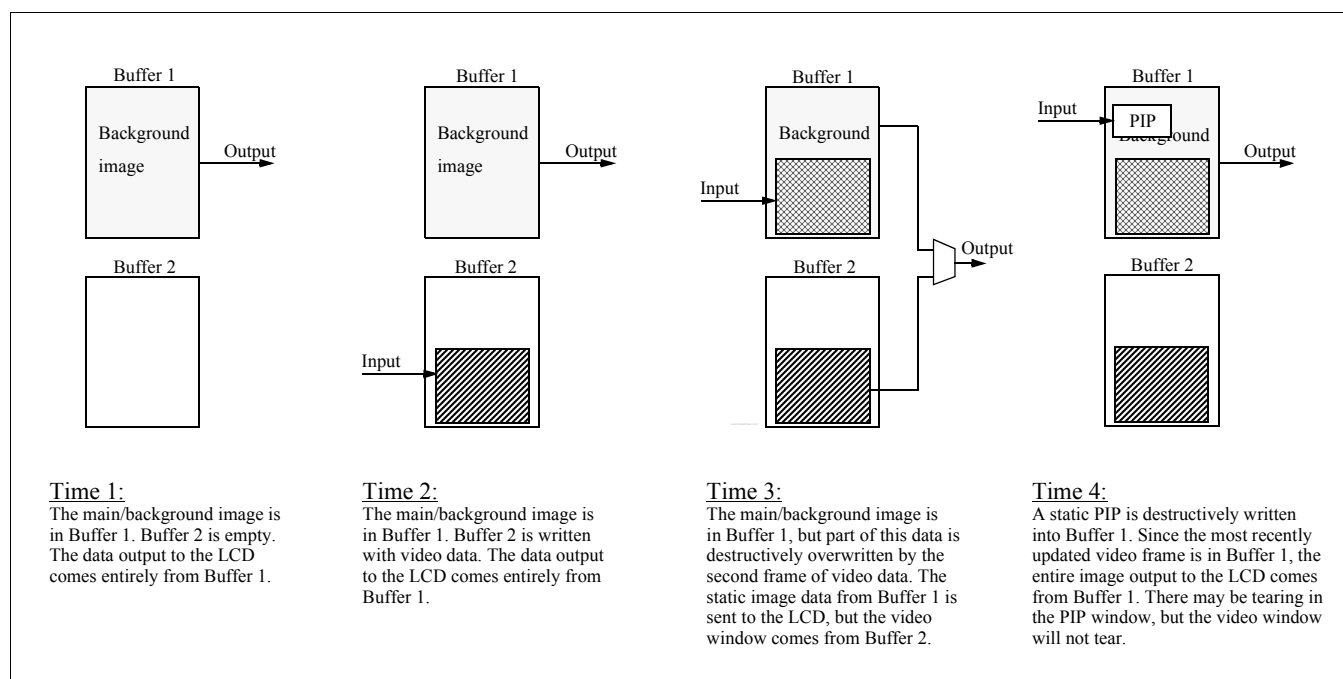 Buffer 1
Background
image
Output
Buffer 2
Time 1:
The main/background image is
in Buffer 1. Buffer 2 is empty.
The data output to the LCD
comes entirely from Buffer 1.
Buffer 1
Background
image
Output
Buffer 2
Input
Time 2:
The main/background image is
in Buffer 1. Buffer 2 is written
with video data. The data output
to the LCD comes entirely from
Buffer 1.
Buffer 1
Background
Input
Output
Buffer 2
Time 3:
The main/background image is
in Buffer 1, but part of this data is
destructively overwritten by the
second frame of video data. The
static image data from Buffer 1 is
sent to the LCD, but the video
window comes from Buffer 2.
Buffer 1
Input
PIP
Background
Output
Buffer 2
Time 4:
A static PIP is destructively written
into Buffer 1. Since the most recently
updated video frame is in Buffer 1, the
entire image output to the LCD comes
from Buffer 1. There may be tearing in
the PIP window, but the video window
will not tear.